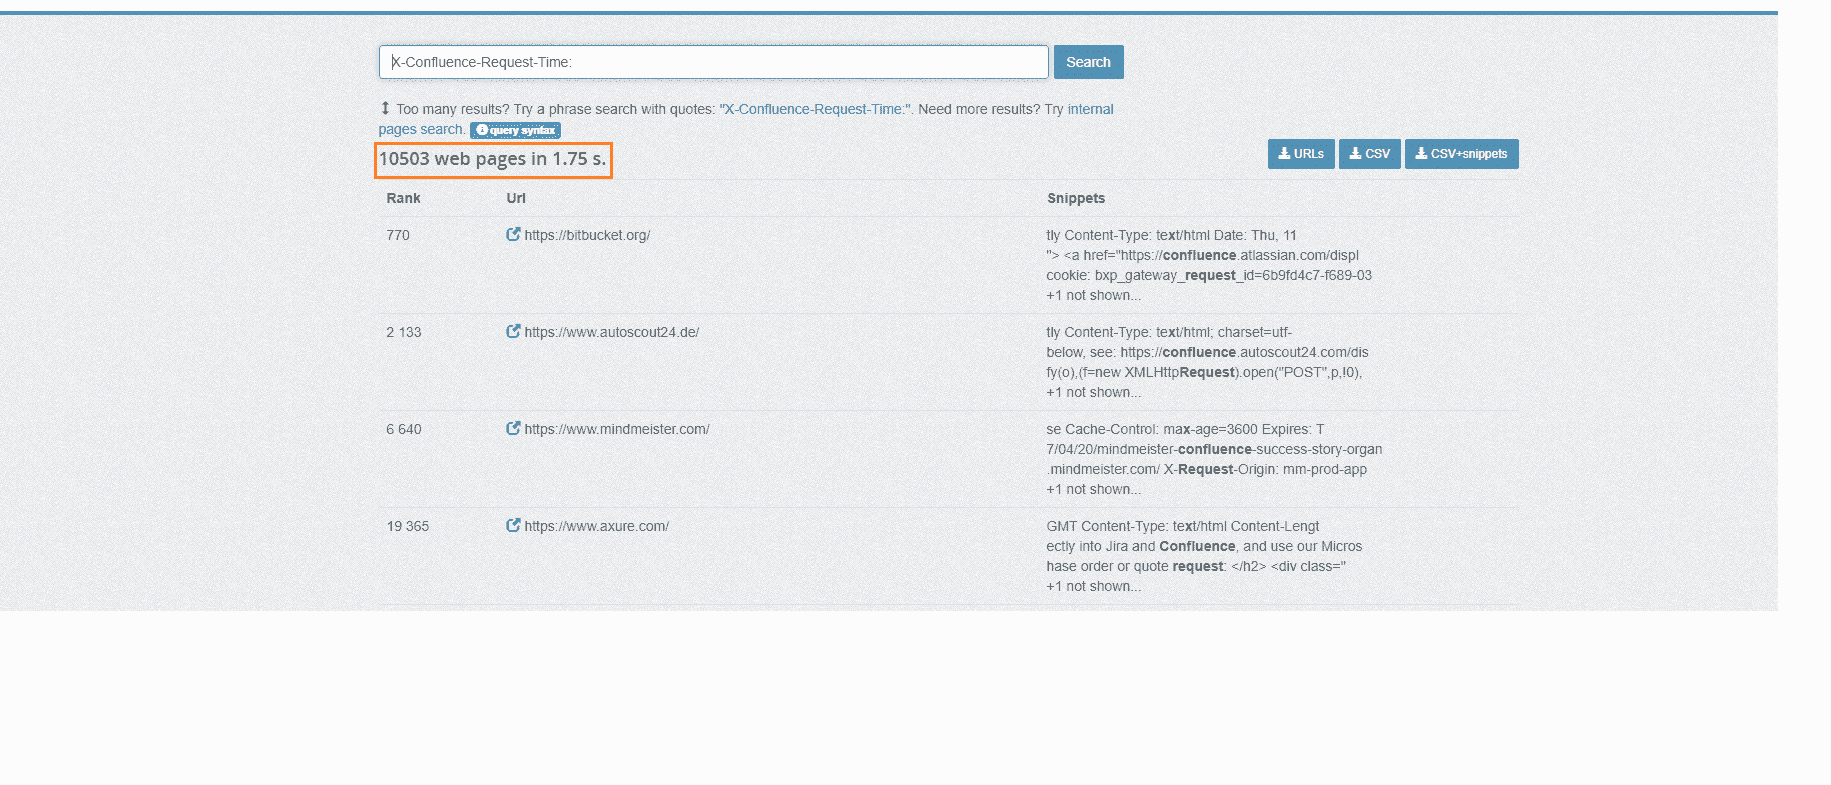 X-Confluence-Request-Time:
Search
Too many results? Try a phrase search with quotes: "X-Confluence-Request-Time:". Need more results? Try internal
pages search. query syntax
10503 web pages in 1.75 s.
URLs CSV CSV+snippets
Rank Url Snippets
770 https://bitbucket.org/ tly Content-Type: text/html Date: Thu, 11
"> <a href="https://confluence.atlassian.com/displ
cookie: bxp_gateway_request_id=6b9fd4c7-f689-03
+1 not shown...
2 133 https://www.autoscout24.de/ tly Content-Type: text/html; charset=utf-
below, see: https://confluence.autoscout24.com/dis
fy(o),(f=new XMLHttpRequest).open("POST",p,!0),
+1 not shown...
6 640 https://www.mindmeister.com/ se Cache-Control: max-age=3600 Expires: T
7/04/20/mindmeister-confluence-success-story-organ
.mindmeister.com/ X-Request-Origin: mm-prod-app
+1 not shown...
19 365 https://www.axure.com/ GMT Content-Type: text/html Content-Lengt
ectly into Jira and Confluence, and use our Micros
hase order or quote request: </h2> <div class="
+1 not shown...